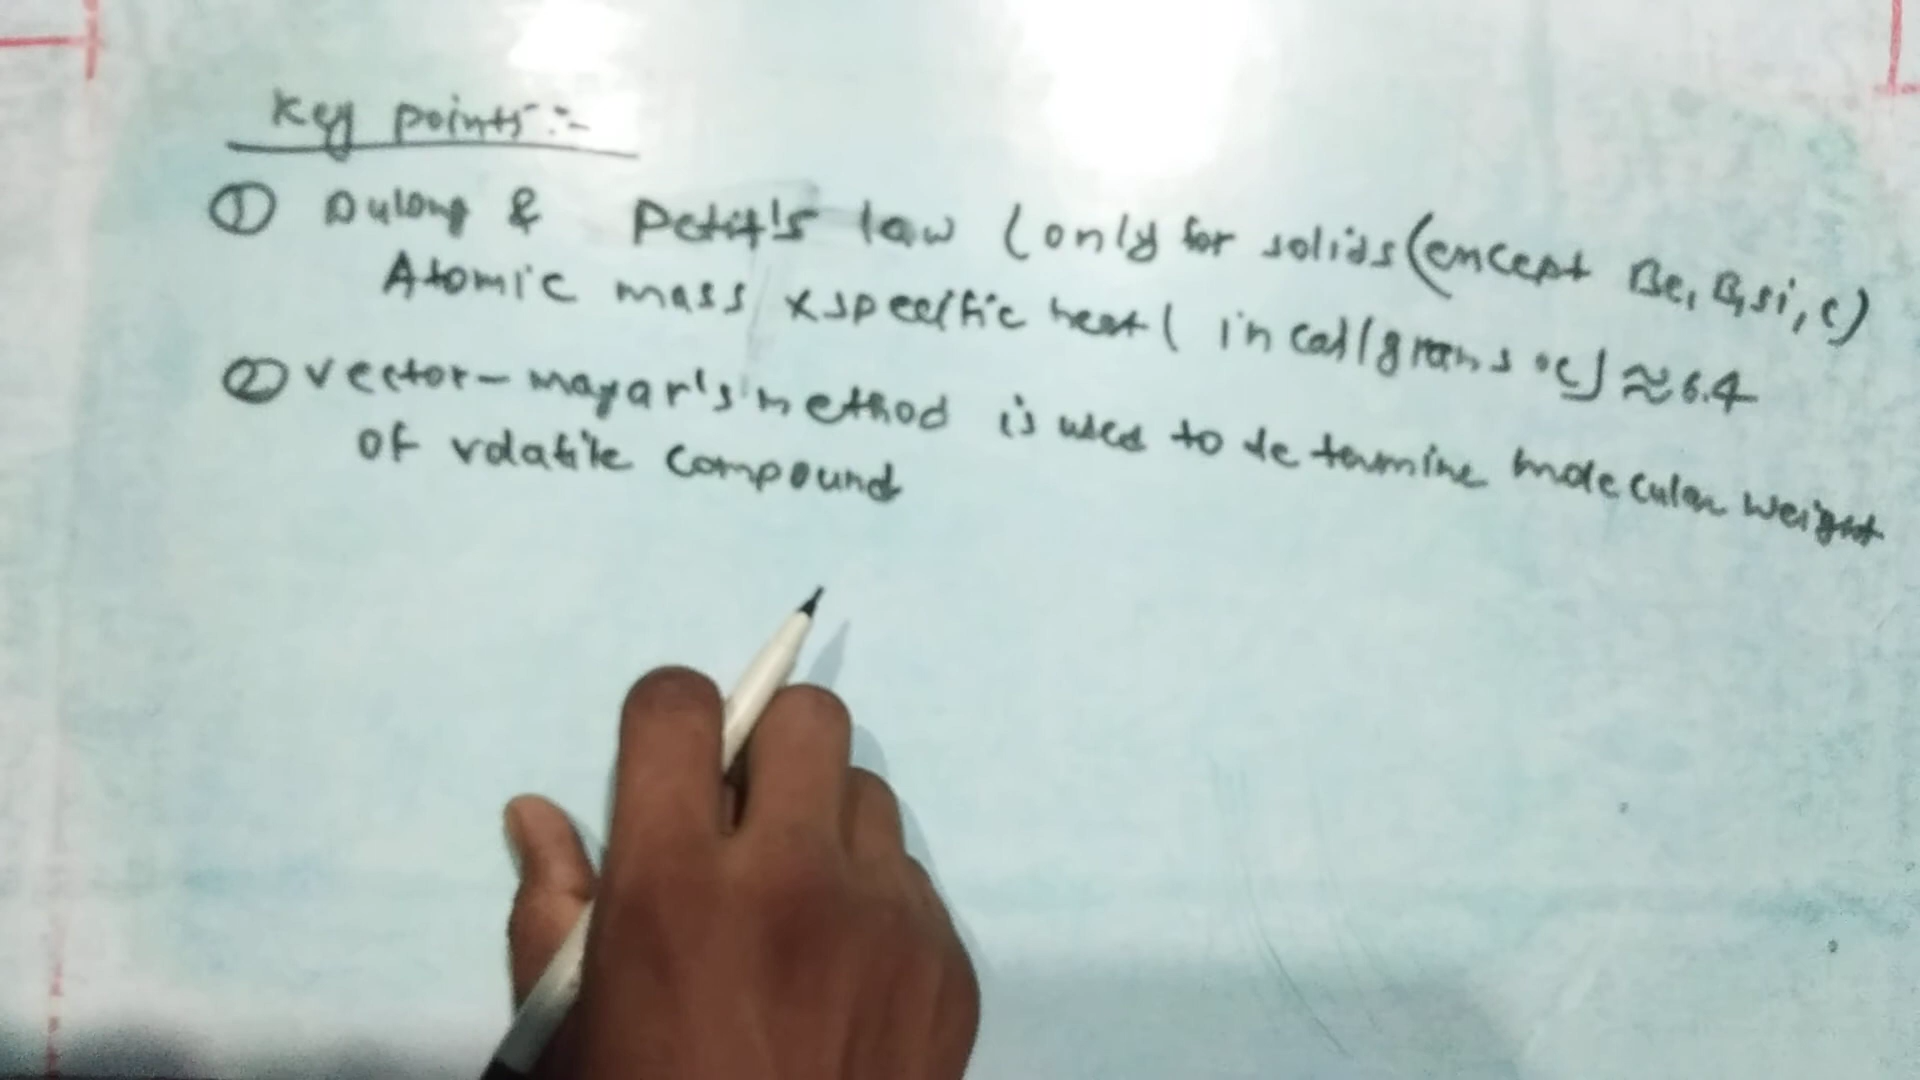 Key points :-
① Dulong & Petit's law (only for solids (except Be, B, Si, C)
Atomic mass x specific heat ( in cal/grams °C) ≈ 6.4
② Vector-mayar's method is used to determine molecular weight
of volatile compound